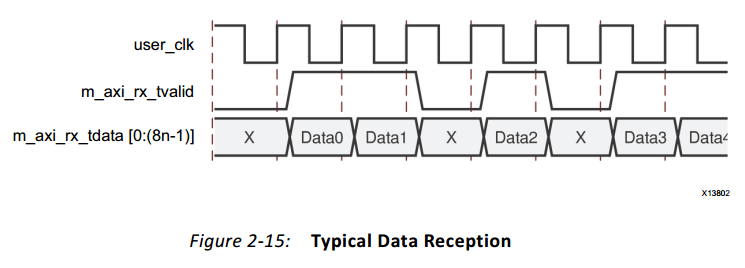 user_clk
m_axi_rx_tvalid
m_axi_rx_tdata [0:(8n-1)] X Data0 Data1 X Data2 X Data3 Data4
X13802
Figure 2-15: Typical Data Reception